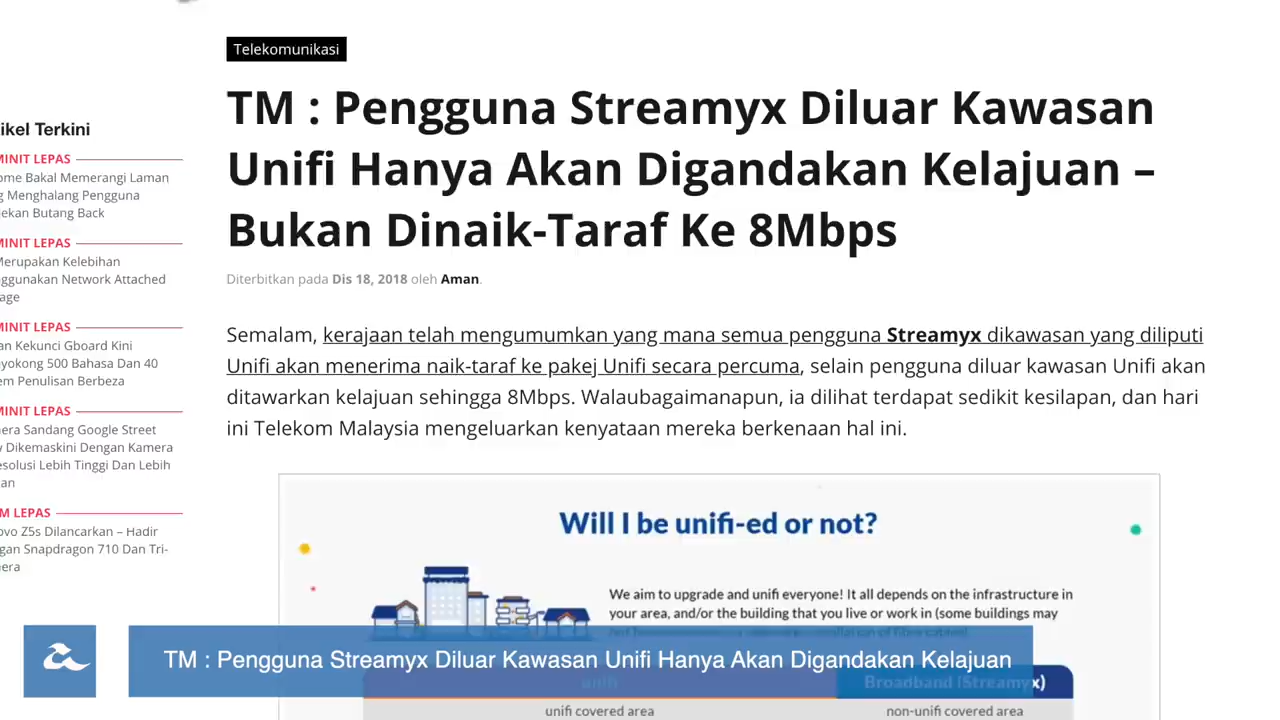 Telekomunikasi
TM : Pengguna Streamyx Diluar Kawasan
Unifi Hanya Akan Digandakan Kelajuan –
Bukan Dinaik-Taraf Ke 8Mbps
Diterbitkan pada Dis 18, 2018 oleh Aman.
ikel Terkini
MINIT LEPAS
ome Bakal Memerangi Laman
g Menghalang Pengguna
ekan Butang Back
MINIT LEPAS
Merupakan Kelebihan
ggunakan Network Attached
age
MINIT LEPAS
an Kekunci Gboard Kini
yokong 500 Bahasa Dan 40
em Penulisan Berbeza
MINIT LEPAS
era Sandang Google Street
w Dikemaskini Dengan Kamera
esolusi Lebih Tinggi Dan Lebih
an
M LEPAS
ovo Z5s Dilancarkan – Hadir
gan Snapdragon 710 Dan Tri-
era
Semalam, kerajaan telah mengumumkan yang mana semua pengguna Streamyx dikawasan yang diliputi
Unifi akan menerima naik-taraf ke pakej Unifi secara percuma, selain pengguna diluar kawasan Unifi akan
ditawarkan kelajuan sehingga 8Mbps. Walaubagaimanapun, ia dilihat terdapat sedikit kesilapan, dan hari
ini Telekom Malaysia mengeluarkan kenyataan mereka berkenaan hal ini.
Will I be unifi-ed or not?
We aim to upgrade and unifi everyone! It all depends on the infrastructure in
your area, and/or the building that you live or work in (some buildings may
TM : Pengguna Streamyx Diluar Kawasan Unifi Hanya Akan Digandakan Kelajuan
unifi
Broadband (Streamyx)
unifi covered area
non-unifi covered area